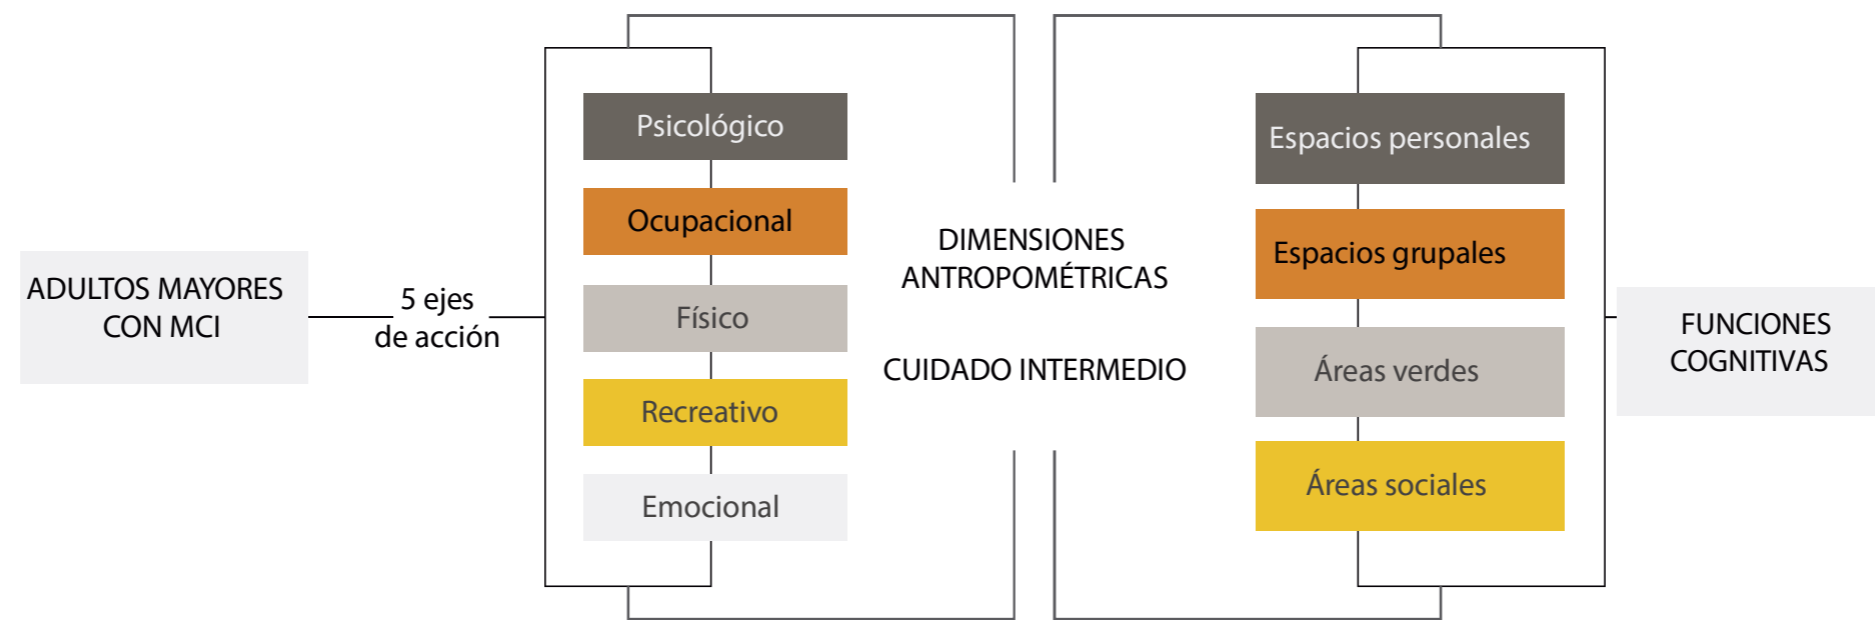 ADULTOS MAYORES
CON MCI
5 ejes
de acción
Psicológico
Ocupacional
Físico
Recreativo
Emocional
DIMENSIONES
ANTROPOMÉTRICAS
CUIDADO INTERMEDIO
Espacios personales
Espacios grupales
Áreas verdes
Áreas sociales
FUNCIONES
COGNITIVAS